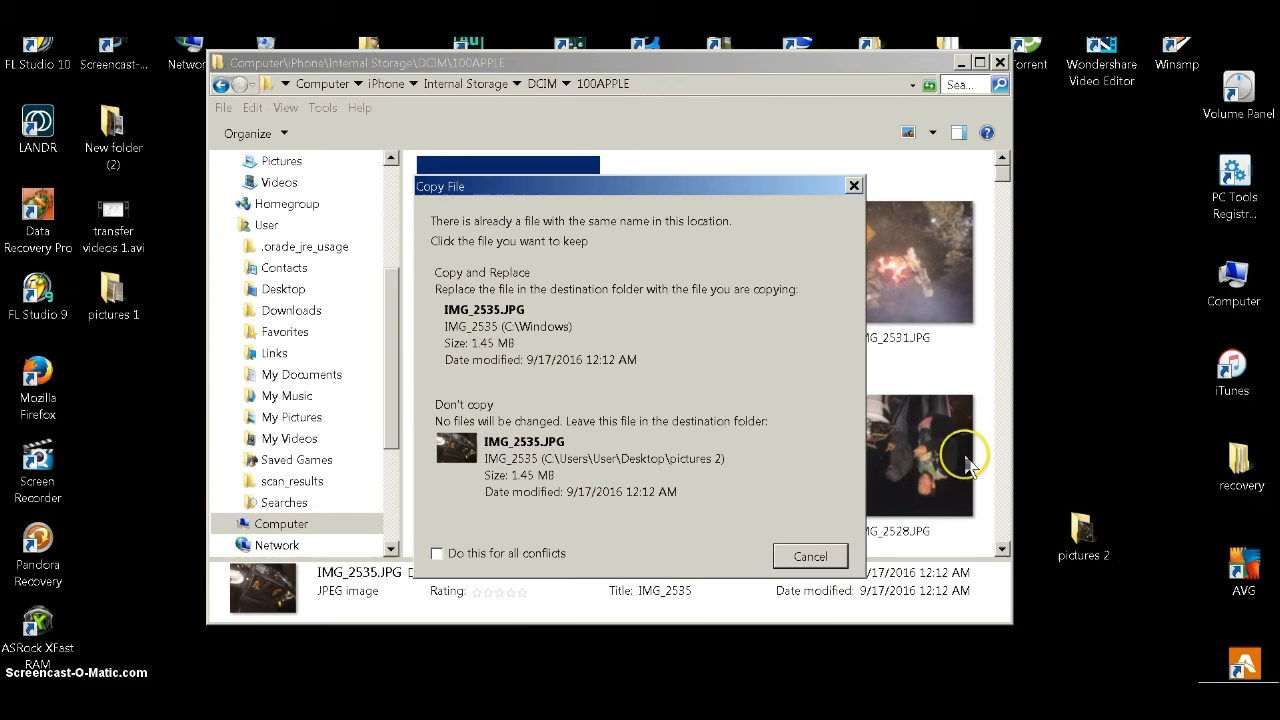 FL Studio 10
Screencast-...
Networ
Torrent
Wondershare
Video Editor
Winamp
Computer\iPhone\Internal Storage\DCIM\100APPLE
Computer iPhone Internal Storage DCIM 100APPLE
Sea...
File Edit View Tools Help
Organize
Pictures
Videos
Homegroup
User
.orade_jre_usage
Contacts
Desktop
Downloads
Favorites
Links
My Documents
My Music
My Pictures
My Videos
Saved Games
scan_results
Searches
Computer
Network
Copy File
There is already a file with the same name in this location.
Click the file you want to keep
Copy and Replace
Replace the file in the destination folder with the file you are copying:
IMG_2535.JPG
IMG_2535 (C:\Windows)
Size: 1.45 MB
Date modified: 9/17/2016 12:12 AM
Don't copy
No files will be changed. Leave this file in the destination folder:
IMG_2535.JPG
IMG_2535 (C:\Users\User\Desktop\pictures 2)
Size: 1.45 MB
Date modified: 9/17/2016 12:12 AM
Do this for all conflicts
Cancel
MG_2531.JPG
MG_2528.JPG
IMG_2535.JPG D
/17/2016 12:12 AM
JPEG image
Rating:
Title: IMG_2535
Date modified: 9/17/2016 12:12 AM
LANDR
New folder
(2)
Data
Recovery Pro
transfer
videos 1.avi
FL Studio 9
pictures 1
Mozilla
Firefox
Screen
Recorder
Pandora
Recovery
ASRock XFast
RAM
Screencast-O-Matic.com
Volume Panel
PC Tools
Registr...
Computer
iTunes
recovery
pictures 2
AVG